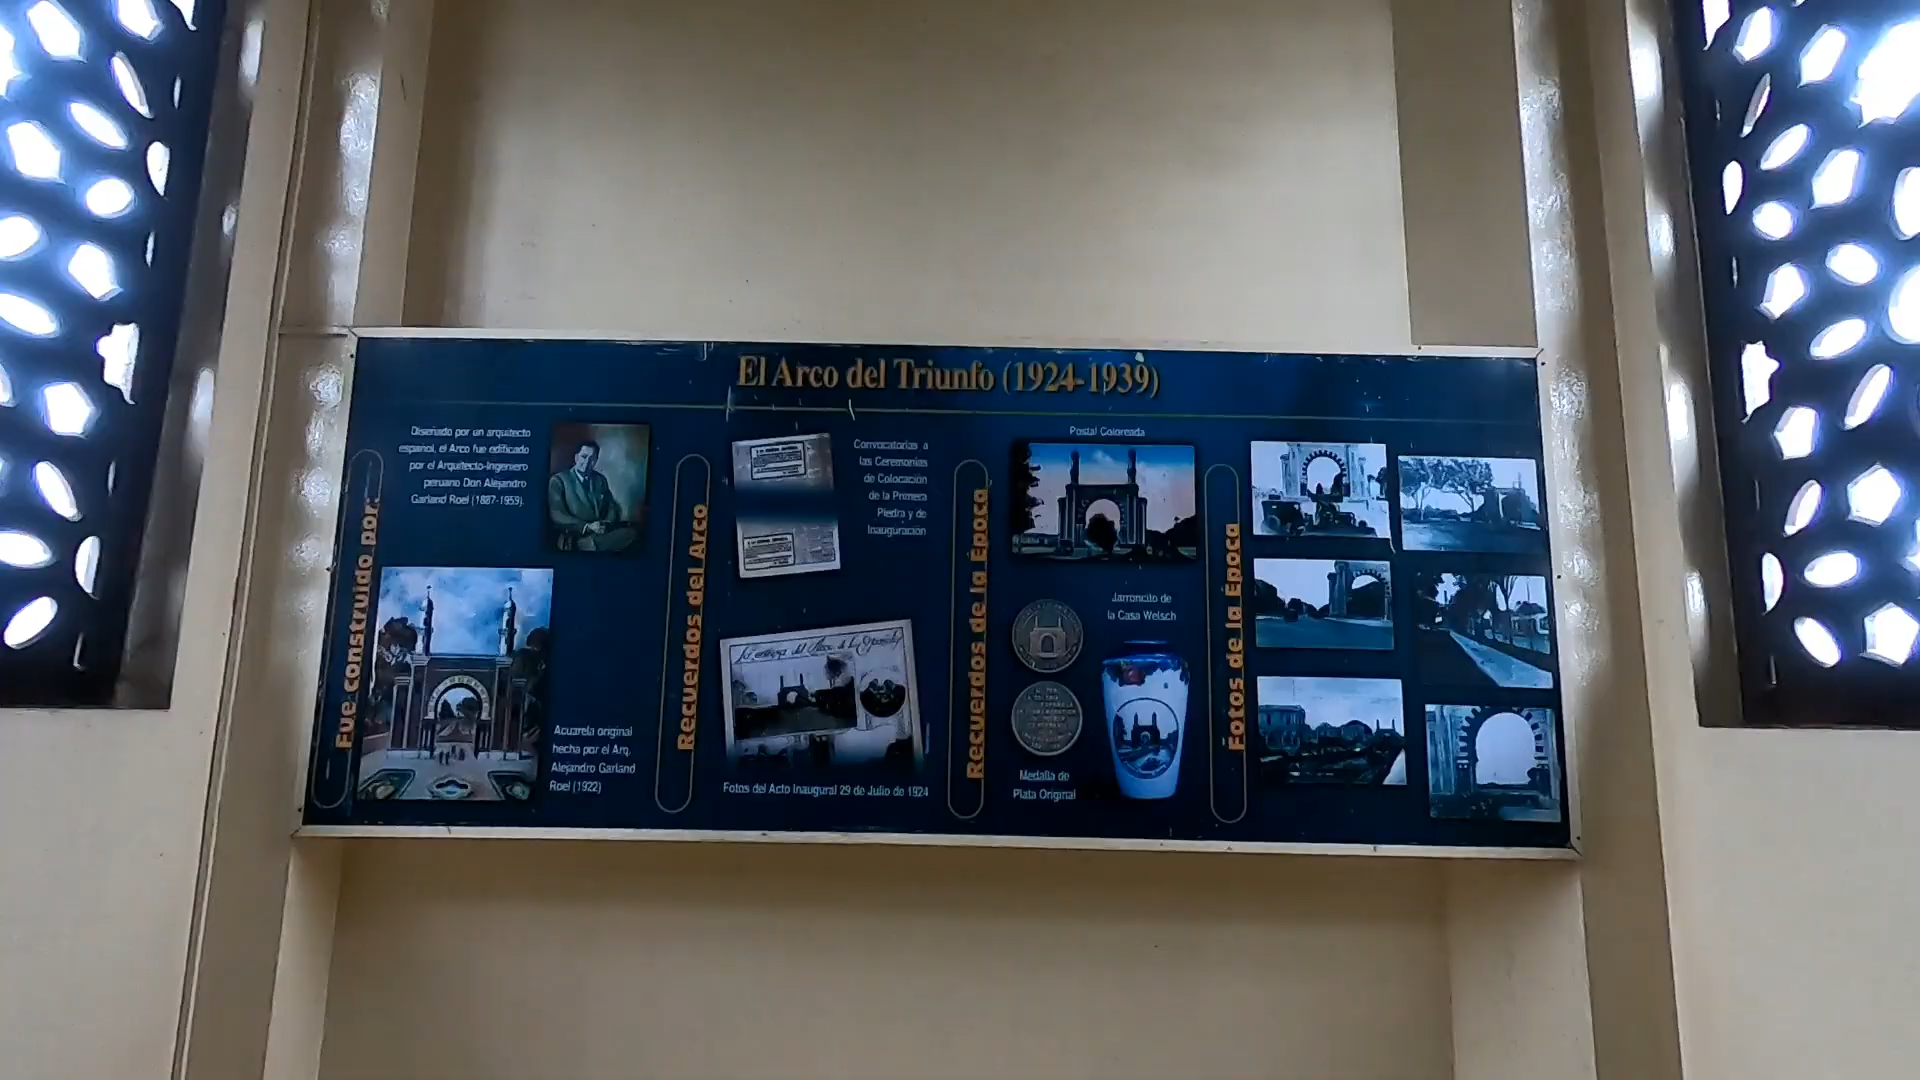 El Arco del Triunfo (1924-1939)
Fue construido por:
Diseñado por un arquitecto
español, el Arco fue edificado
por el Arquitecto-Ingeniero
peruano Don Alejandro
Garland Roel (1887-1959).
Acuarela original
hecha por el Arq.
Alejandro Garland
Roel (1922)
Recuerdos del Arco
Convocatorias a
las Ceremonias
de Colocación
de la Primera
Piedra y de
Inauguración
Fotos del Acto Inaugural 29 de Julio de 1924
Recuerdos de la Epoca
Postal Coloreada
Jarroncito de
la Casa Welsch
Medalla de
Plata Original
Fotos de la Epoca